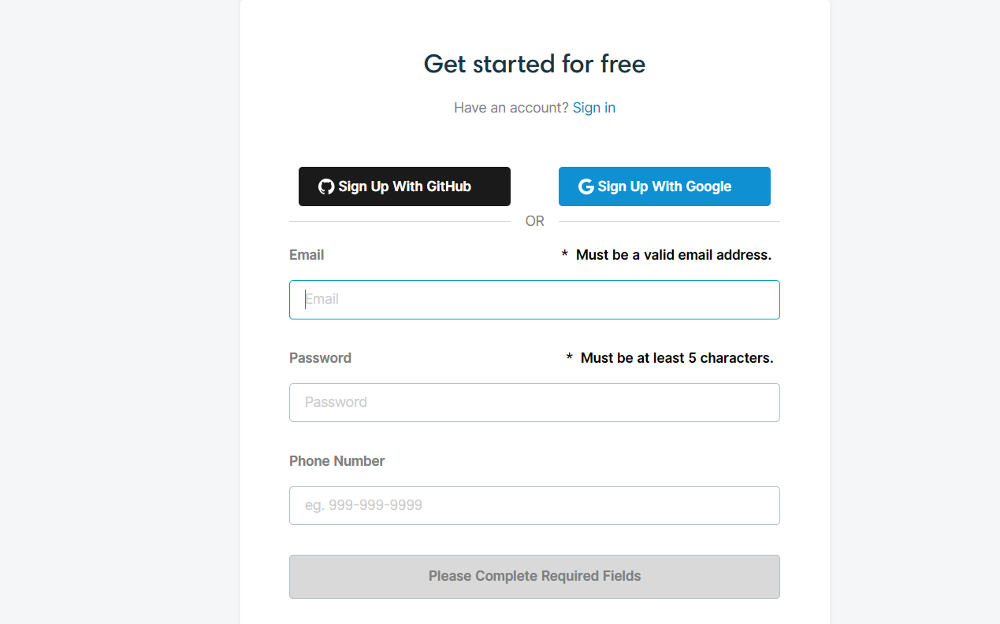 Get started for free
Have an account? Sign in
Sign Up With GitHub
Sign Up With Google
OR
Email
* Must be a valid email address.
Email
Password
* Must be at least 5 characters.
Password
Phone Number
eg. 999-999-9999
Please Complete Required Fields